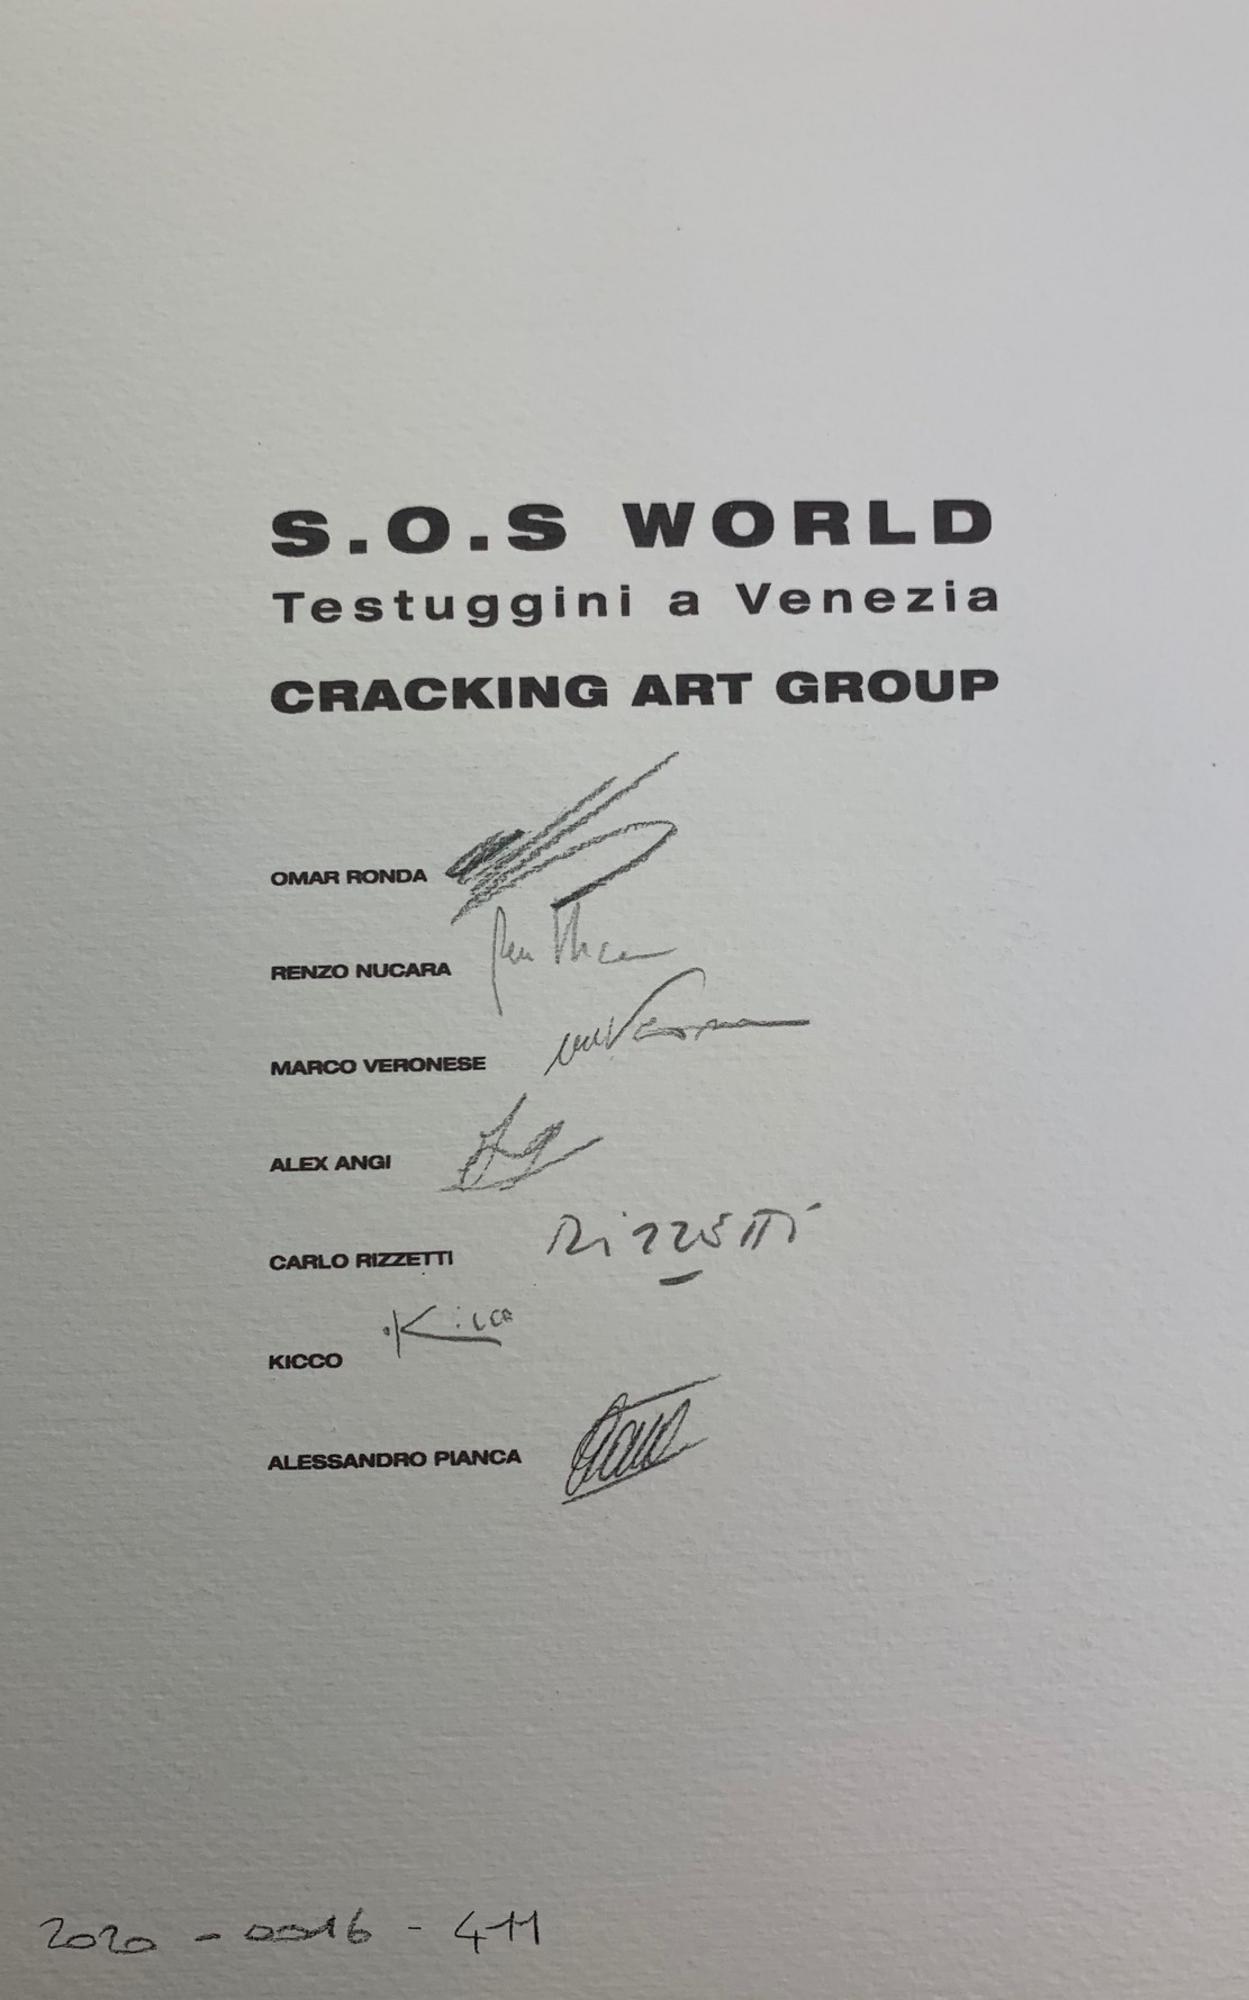 S.O.S WORLD
Testuggini a Venezia
CRACKING ART GROUP
OMAR RONDA
RENZO NUCARA
MARCO VERONESE
ALEX ANGI
CARLO RIZZETTI Rizzetti
KICCO Kicco
ALESSANDRO PIANCA
2020 - 0016 - 411